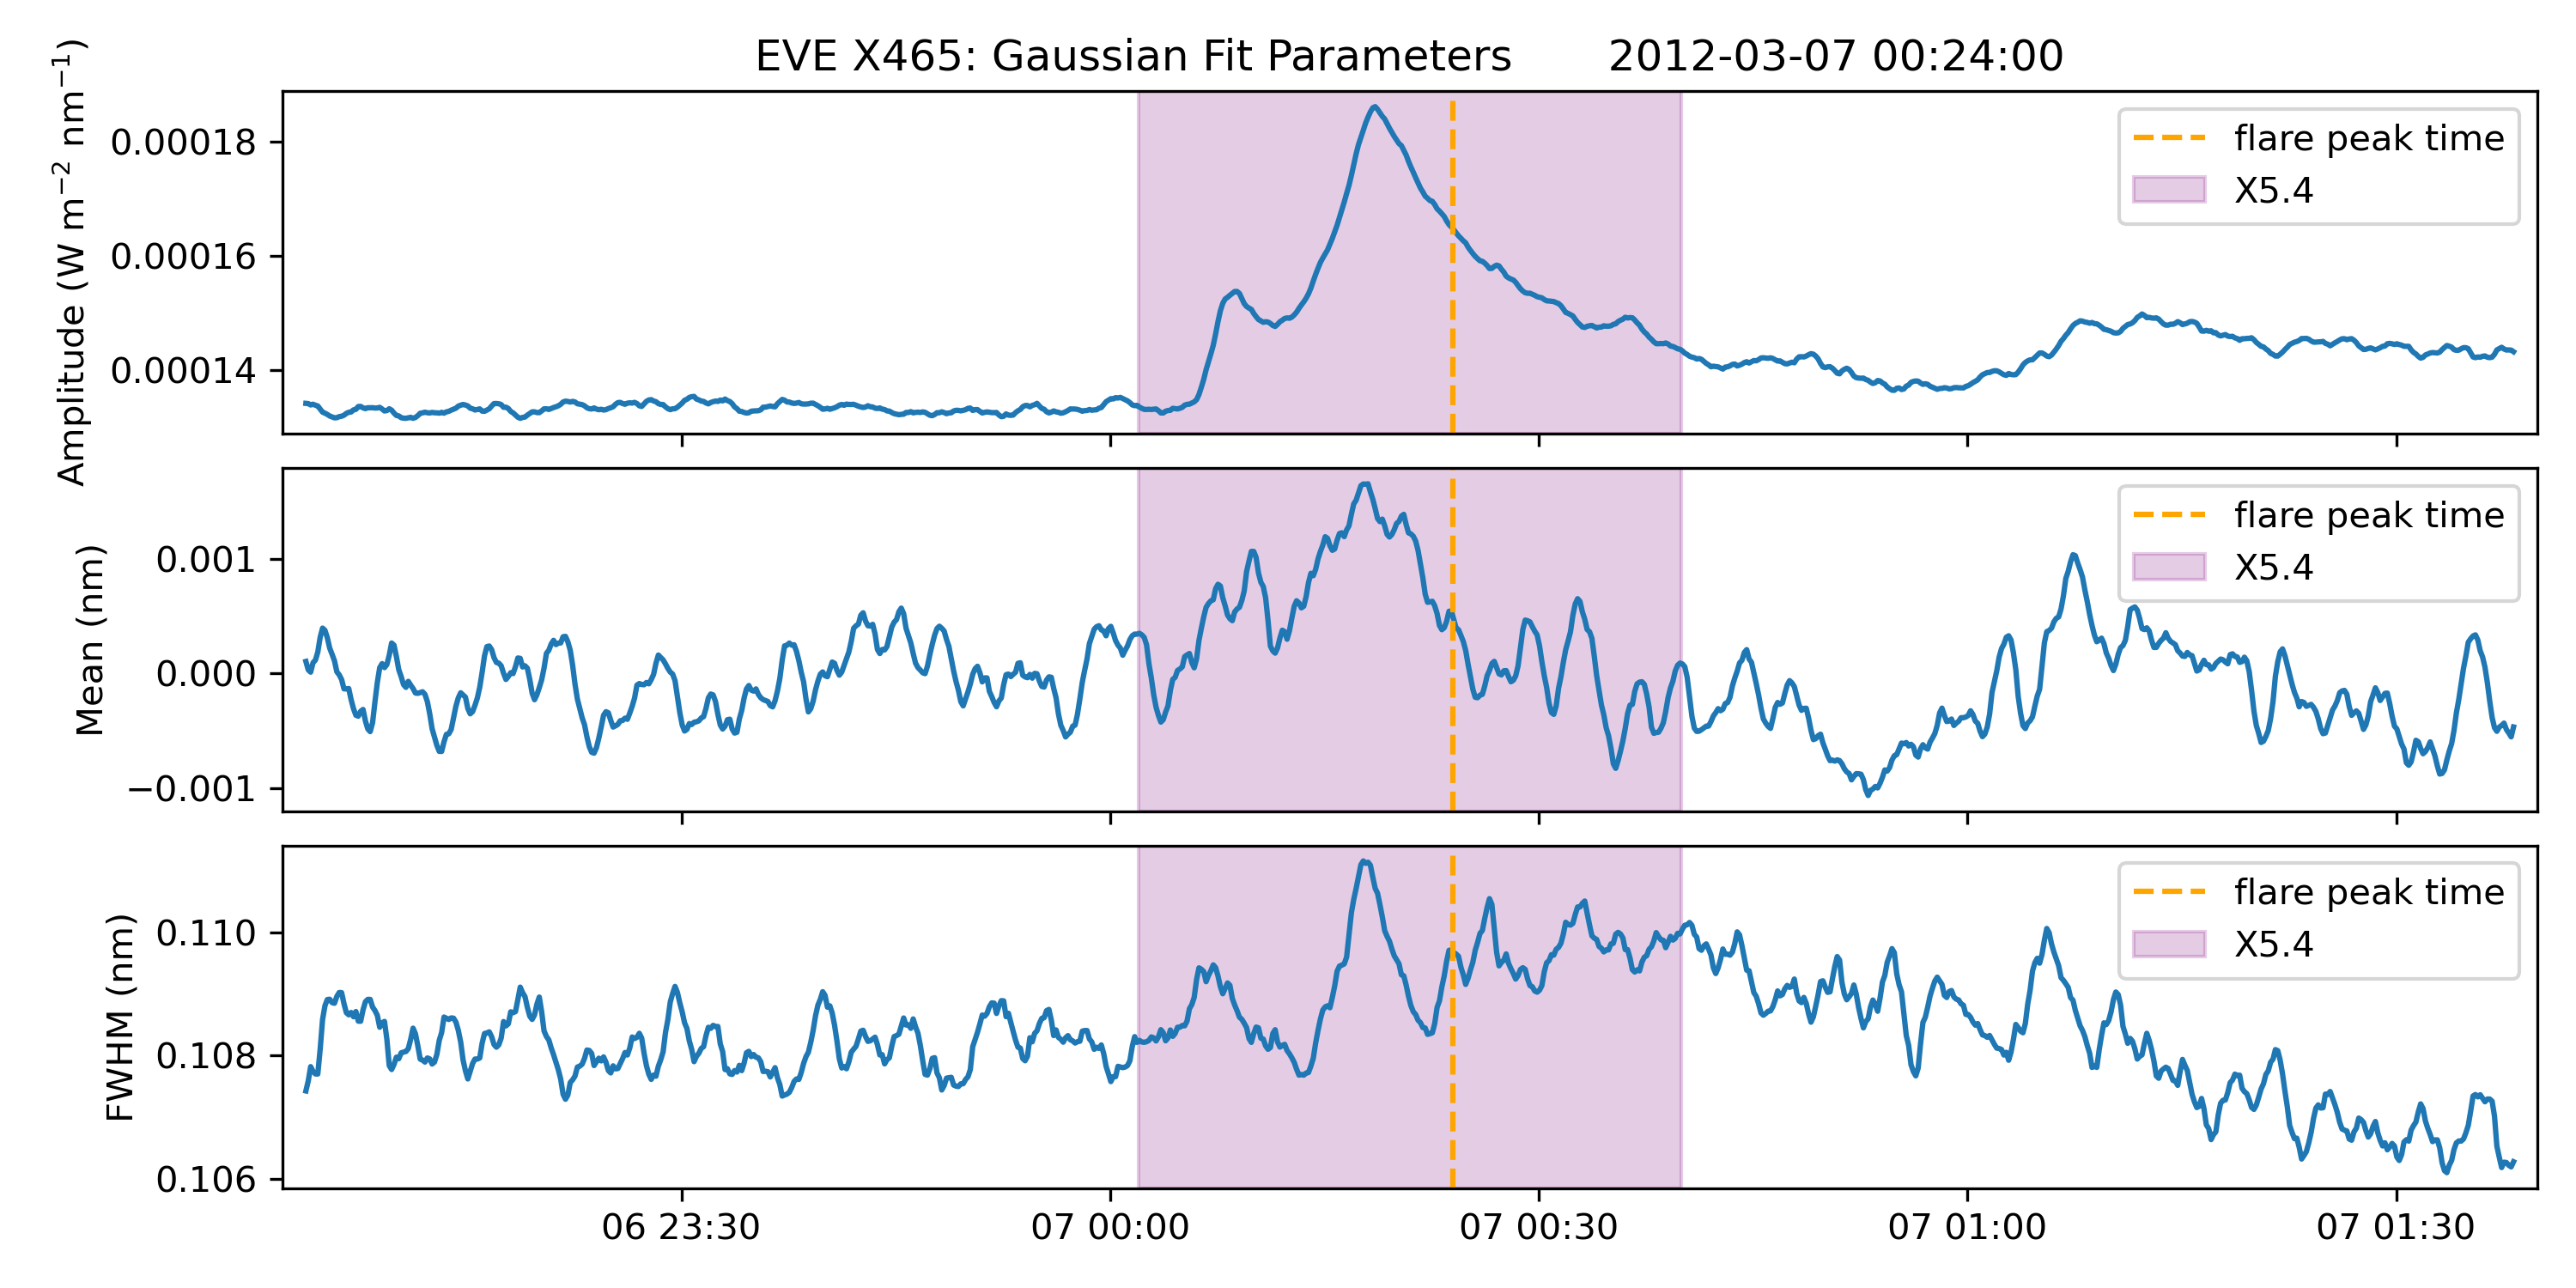 EVE X465: Gaussian Fit Parameters 2012-03-07 00:24:00
Amplitude (W m⁻² nm⁻¹)
0.00018
0.00016
0.00014
flare peak time
X5.4
Mean (nm)
0.001
0.000
−0.001
flare peak time
X5.4
FWHM (nm)
0.110
0.108
0.106
flare peak time
X5.4
06 23:30 07 00:00 07 00:30 07 01:00 07 01:30